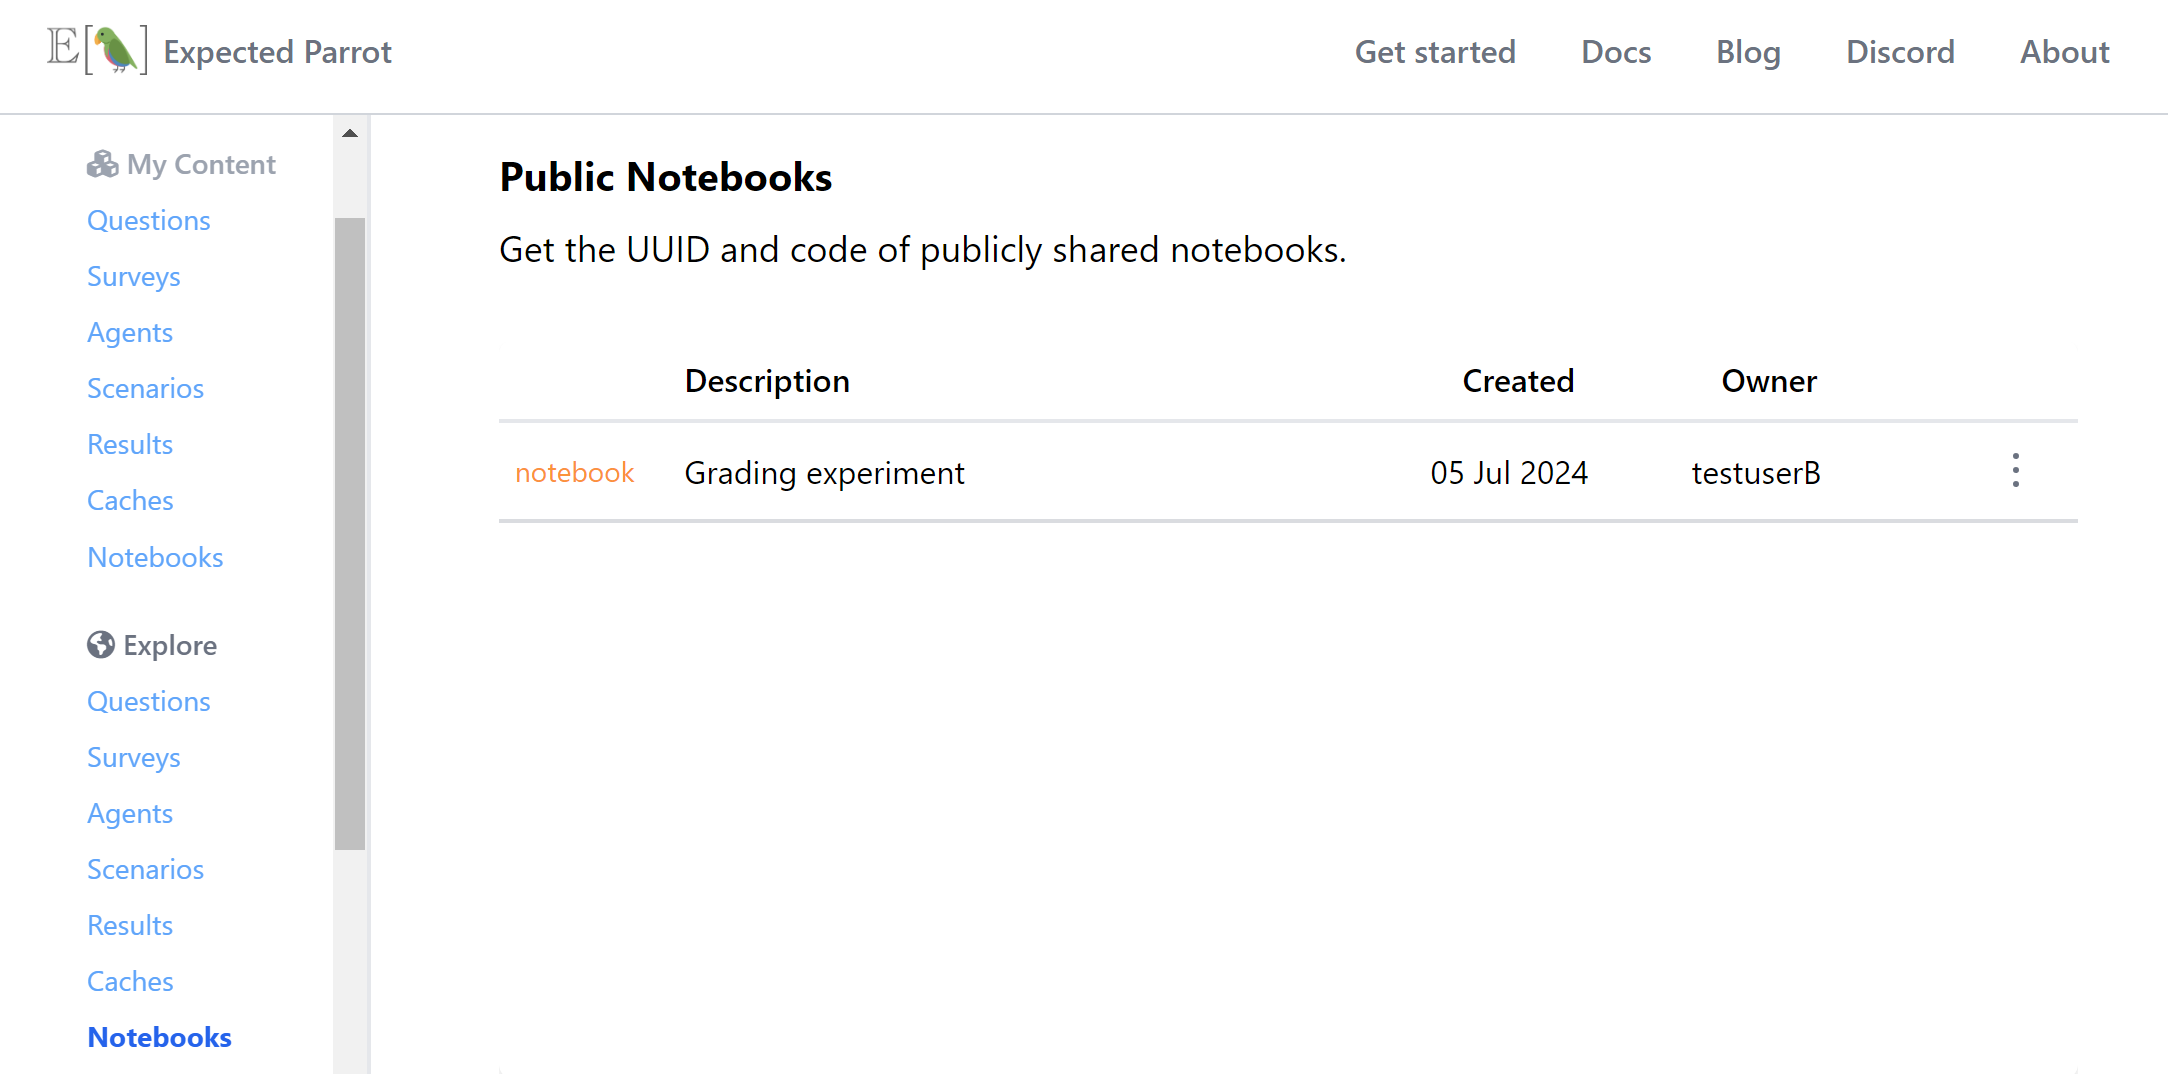 E[ ] Expected Parrot
Get started Docs Blog Discord About
My Content
Questions
Surveys
Agents
Scenarios
Results
Caches
Notebooks
Explore
Questions
Surveys
Agents
Scenarios
Results
Caches
Notebooks
Public Notebooks
Get the UUID and code of publicly shared notebooks.
Description Created Owner
notebook Grading experiment 05 Jul 2024 testuserB